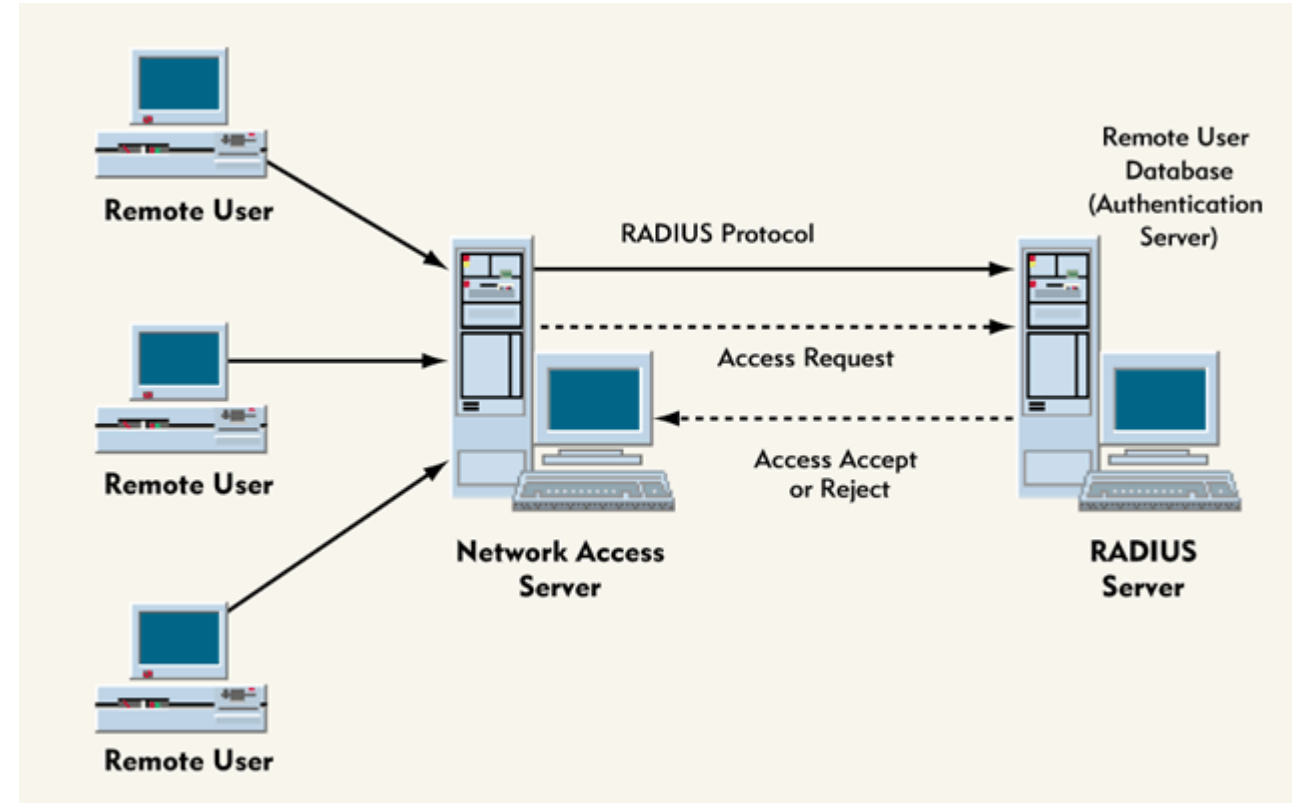 Remote User
Remote User
Remote User
RADIUS Protocol
Access Request
Access Accept
or Reject
Network Access
Server
Remote User
Database
(Authentication
Server)
RADIUS
Server